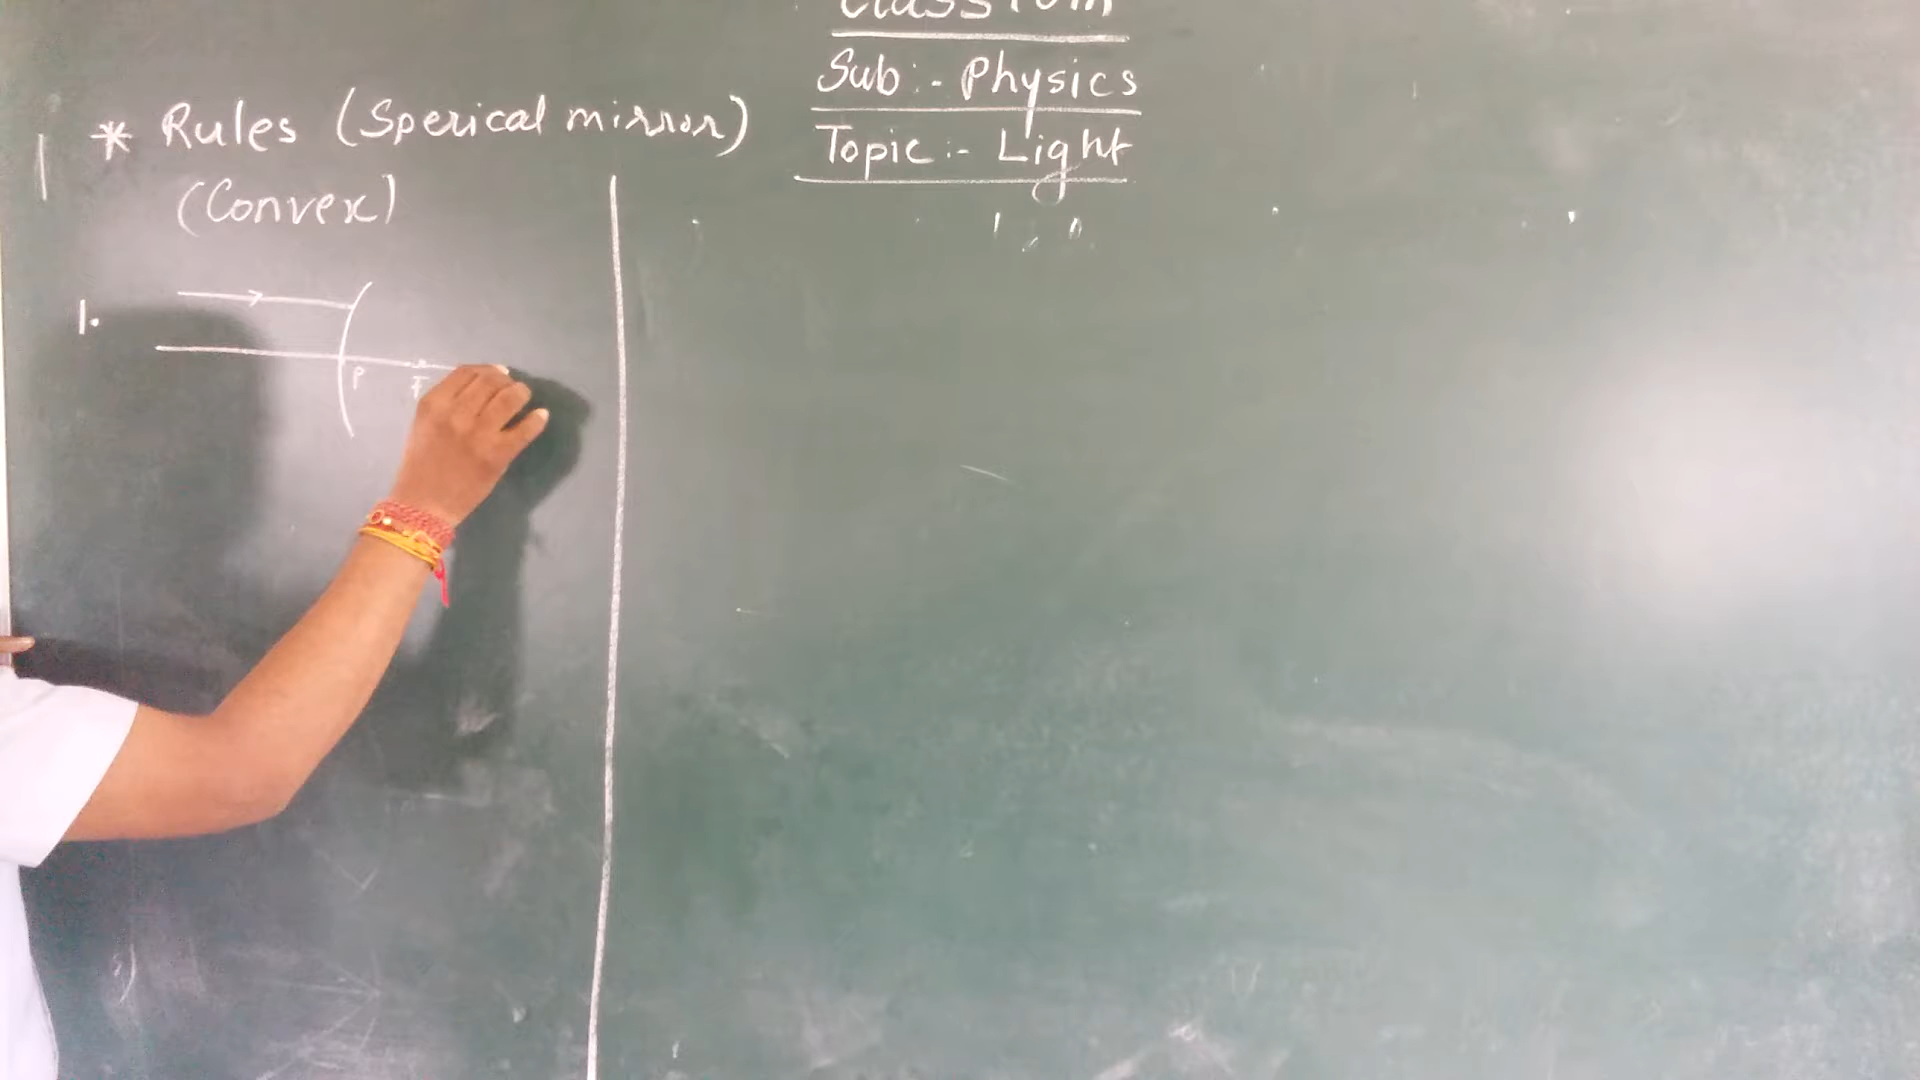 Sub:- Physics
Topic:- Light
* Rules (Sperical mirror)
(Convex)
1.
P F